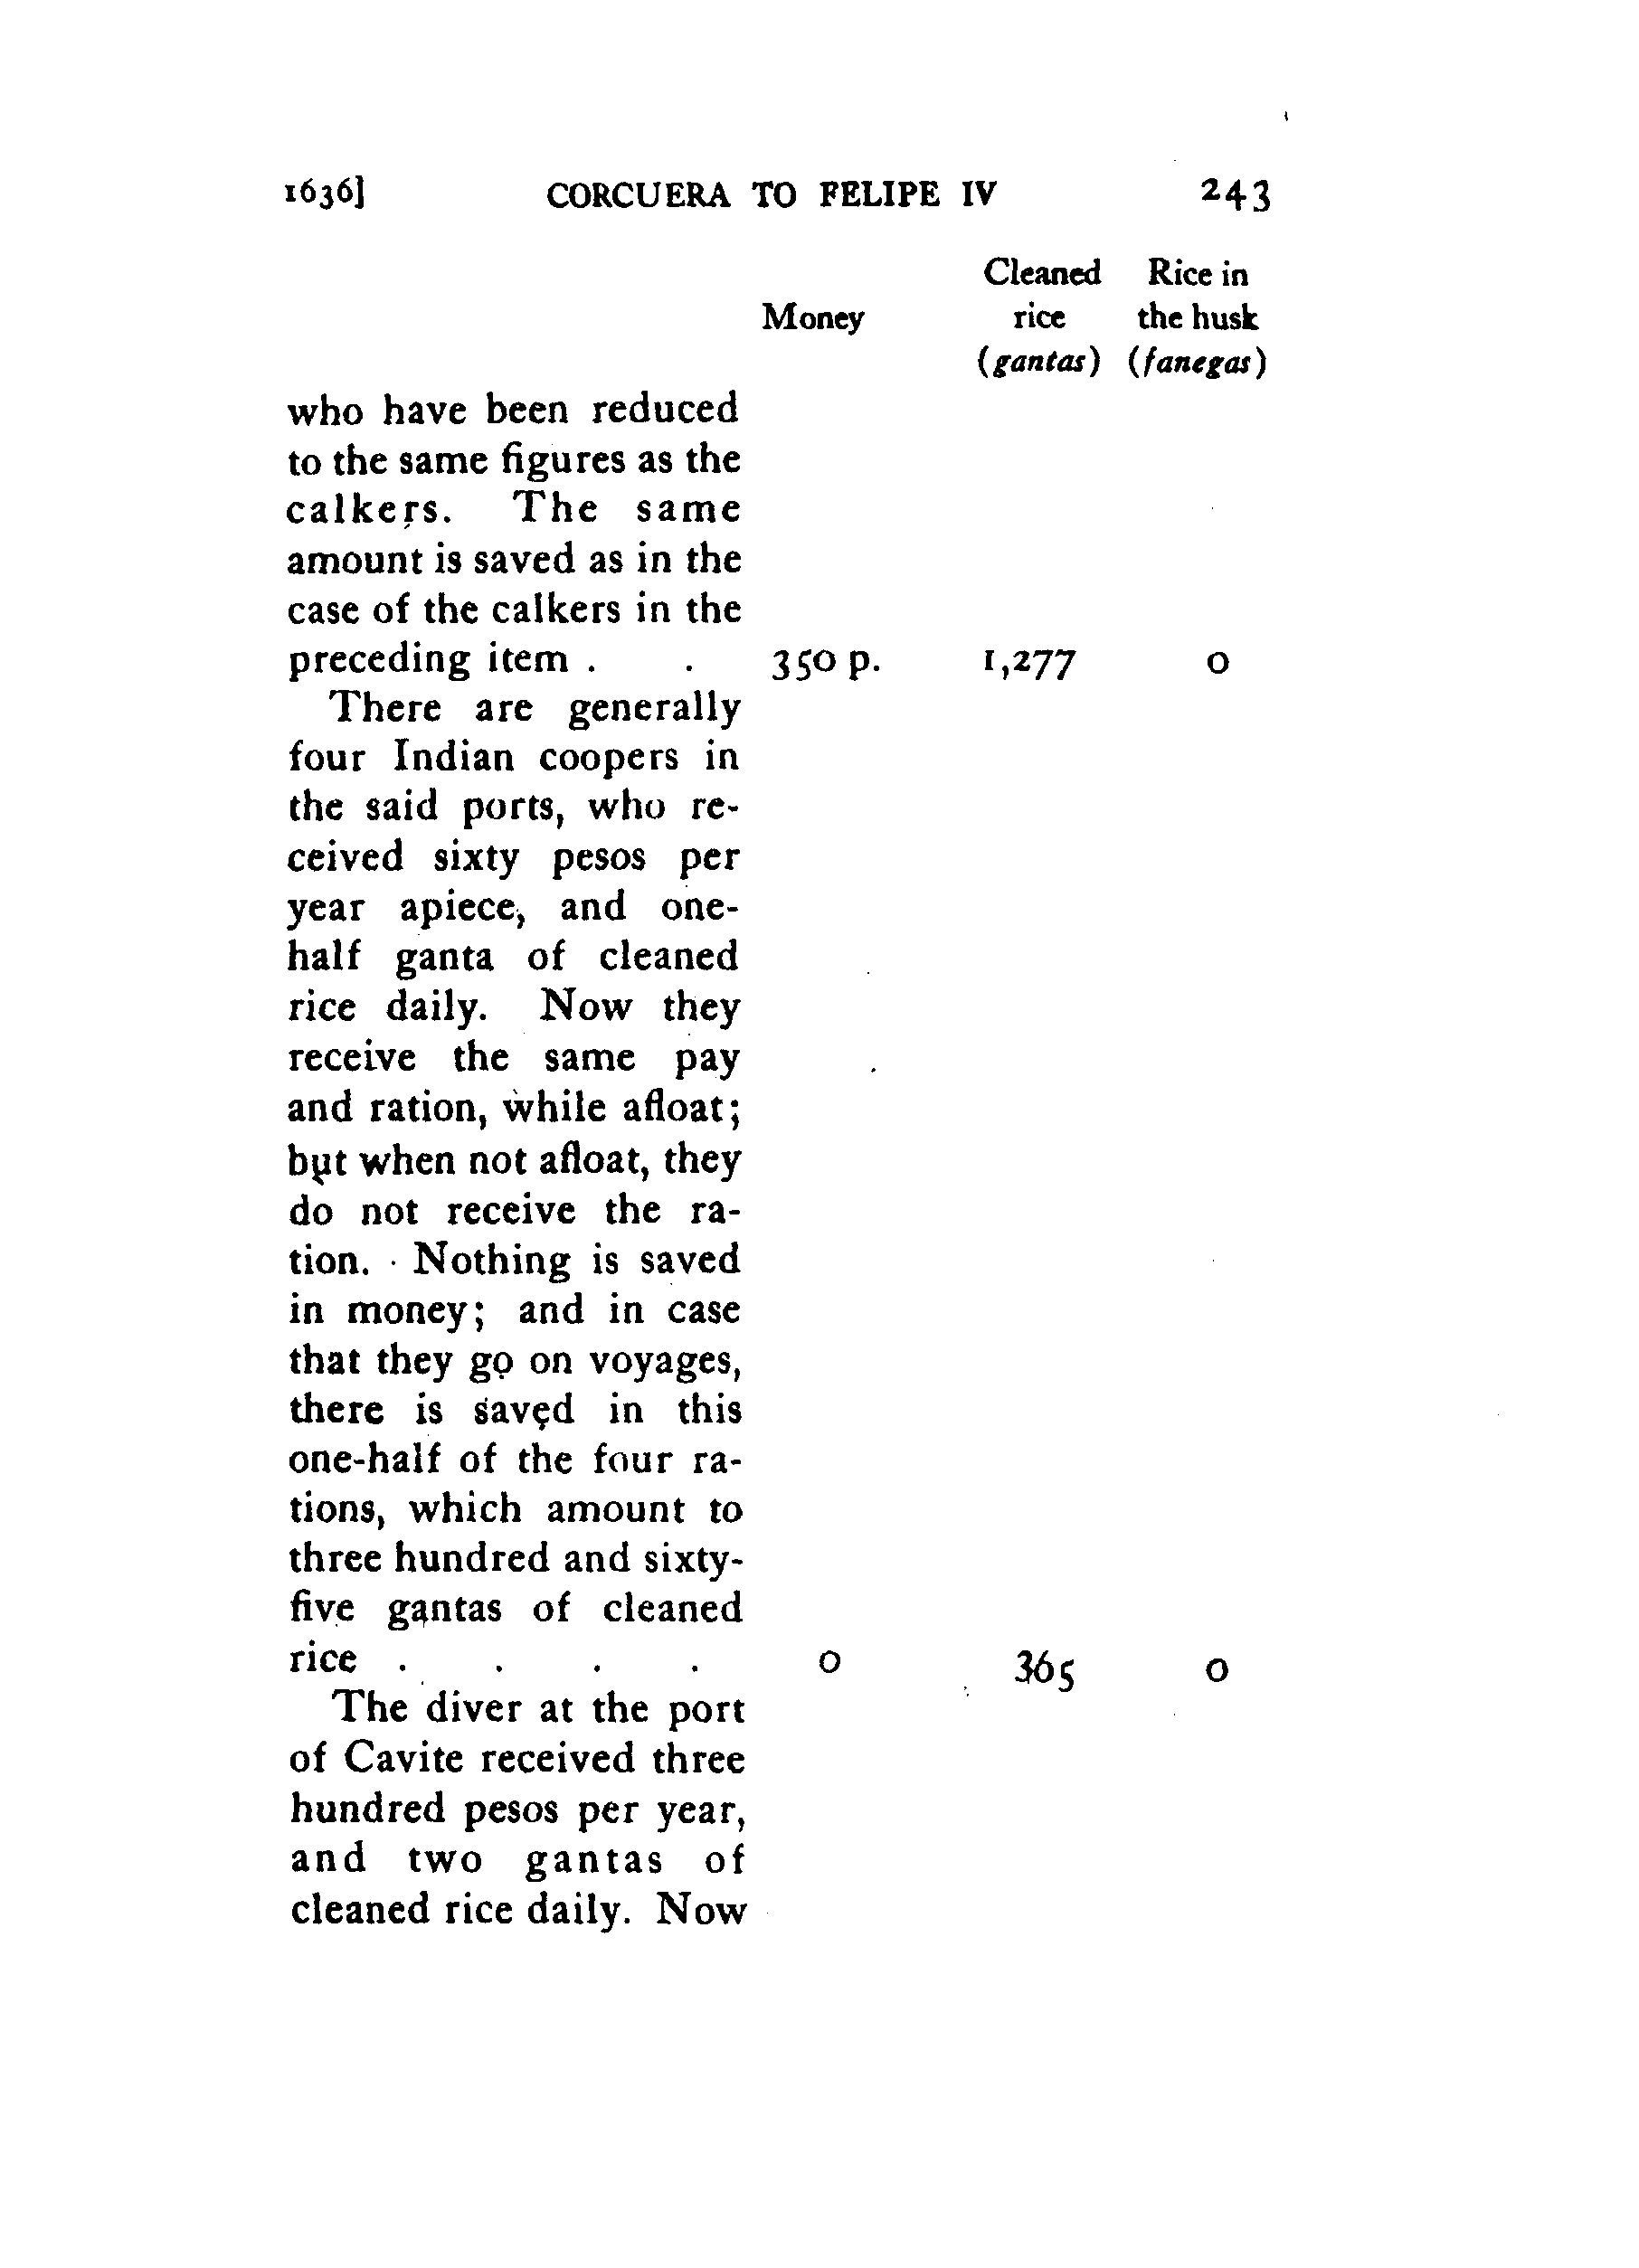 1636] CORCUERA TO FELIPE IV 243
Cleaned Rice in
Money rice the husk
(gantas) (fanegas)
who have been reduced
to the same figures as the
calkers. The same
amount is saved as in the
case of the calkers in the
preceding item . . 350 p. 1,277 0
There are generally
four Indian coopers in
the said ports, who re-
ceived sixty pesos per
year apiece, and one-
half ganta of cleaned
rice daily. Now they
receive the same pay
and ration, while afloat;
but when not afloat, they
do not receive the ra-
tion. Nothing is saved
in money; and in case
that they go on voyages,
there is saved in this
one-half of the four ra-
tions, which amount to
three hundred and sixty-
five gantas of cleaned
rice . . . . 0 365 0
The diver at the port
of Cavite received three
hundred pesos per year,
and two gantas of
cleaned rice daily. Now